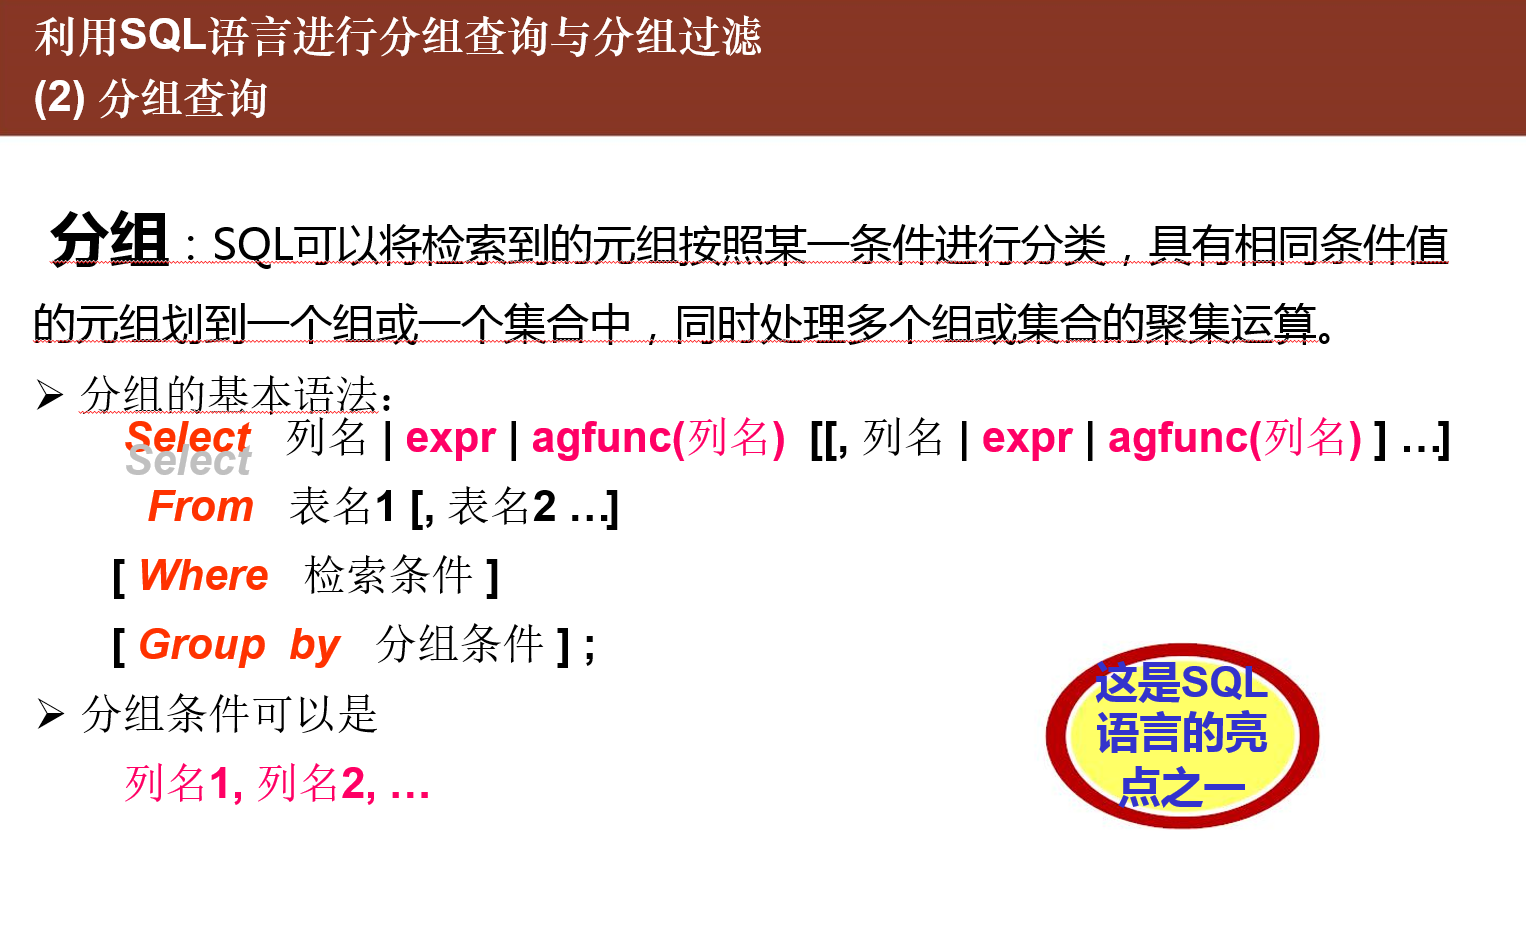 利用SQL语言进行分组查询与分组过滤
(2) 分组查询
分组：SQL可以将检索到的元组按照某一条件进行分类，具有相同条件值
的元组划到一个组或一个集合中，同时处理多个组或集合的聚集运算。
➢ 分组的基本语法：
Select 列名 | expr | agfunc(列名) [[, 列名 | expr | agfunc(列名) ] …]
Select
From 表名1 [, 表名2 …]
[ Where 检索条件 ]
[ Group by 分组条件 ] ;
➢ 分组条件可以是
列名1, 列名2, …
这是SQL
语言的亮
点之一